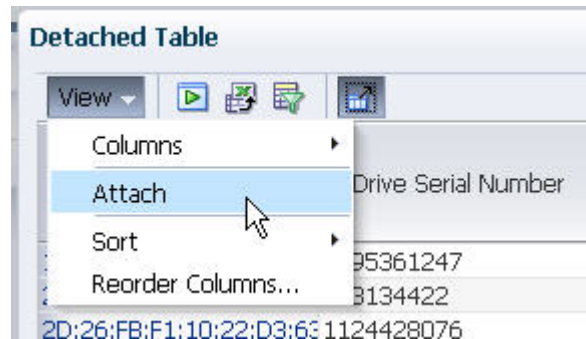 Detached Table
View
Columns
Attach
Drive Serial Number
Sort
95361247
Reorder Columns...
3134422
2D:26:FB:F1:10:22:D3:63 1124428076